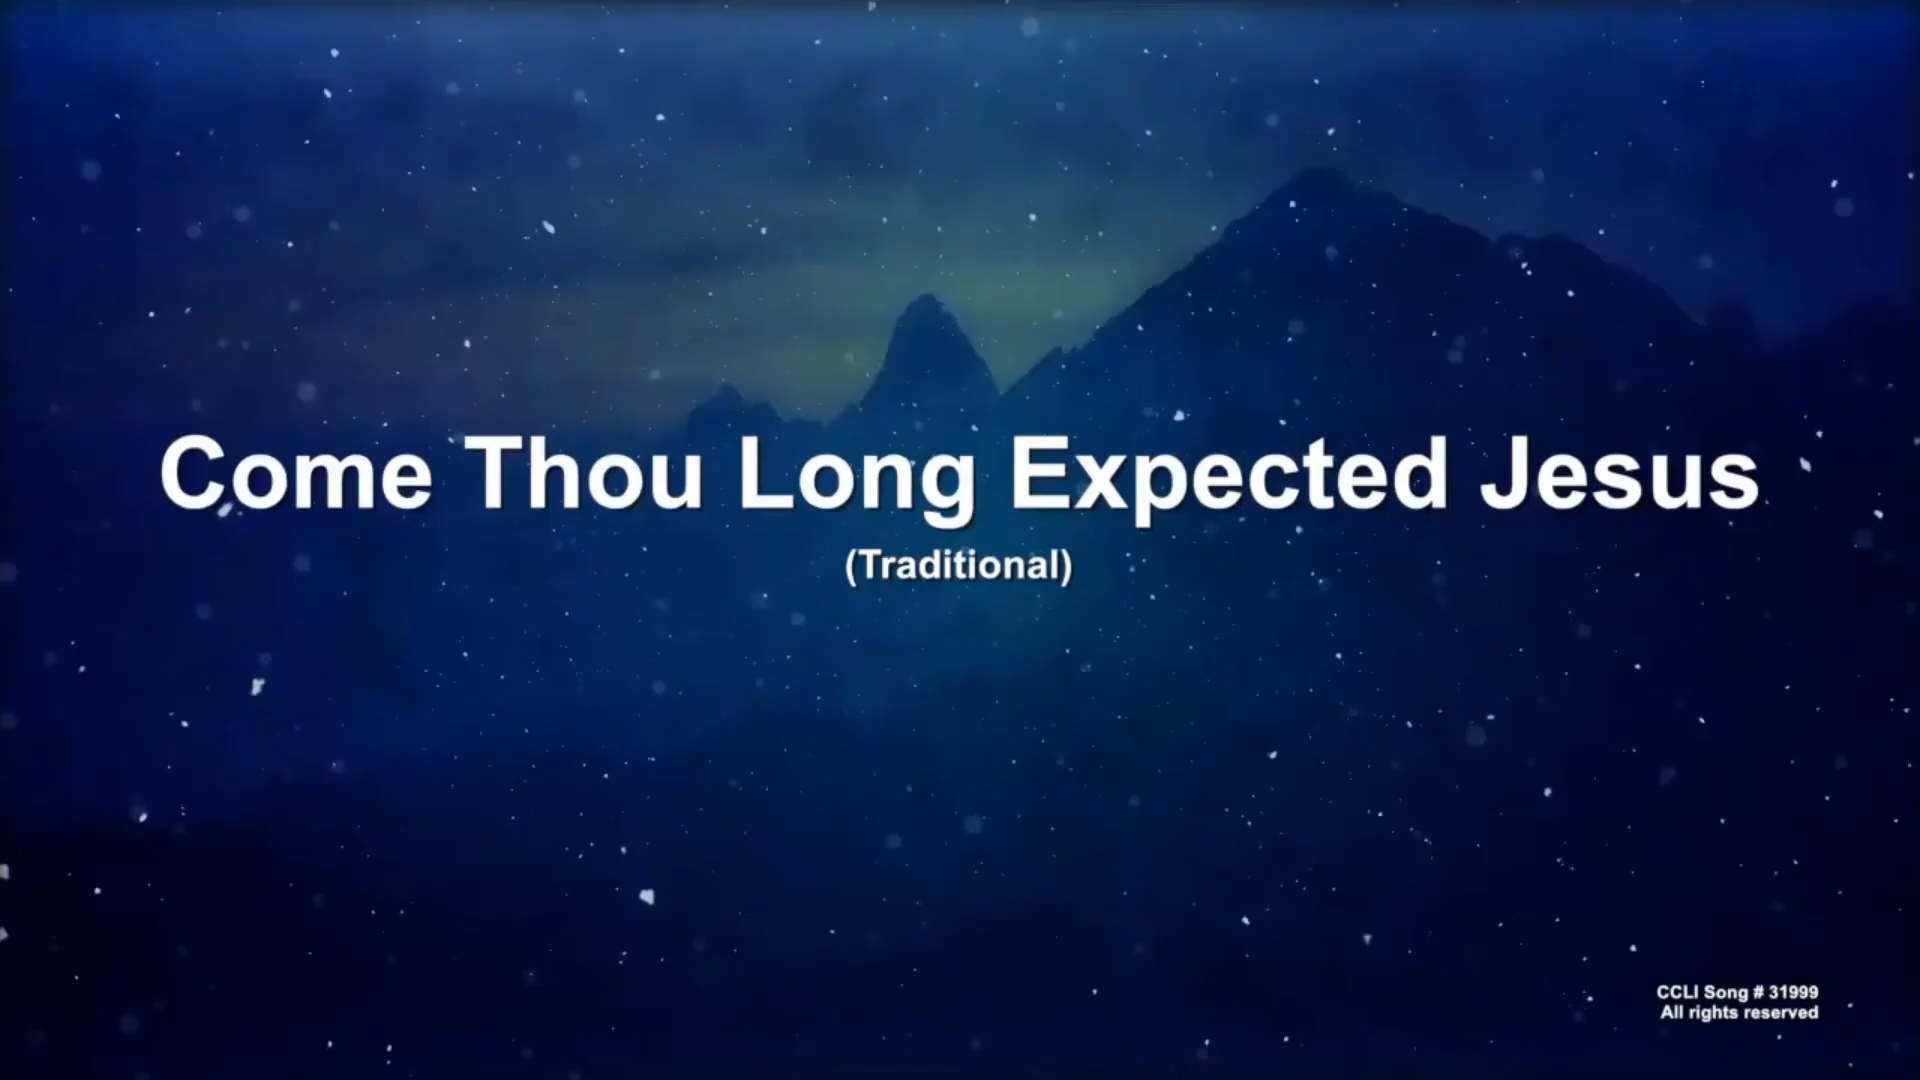 Come Thou Long Expected Jesus
(Traditional)
CCLI Song # 31999
All rights reserved